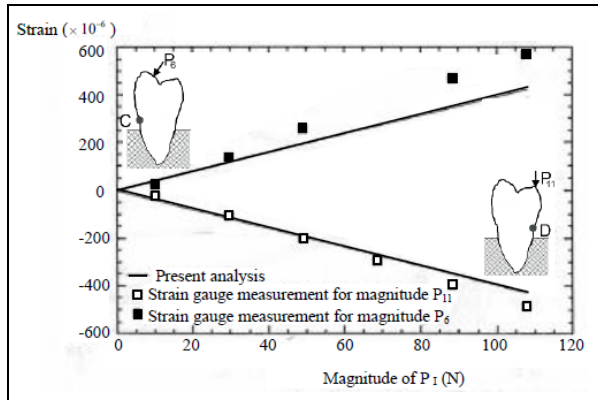 Strain (× 10⁻⁶)
600
400
200
0
-200
-400
-600
P₆
C
P₁₁
D
Present analysis
Strain gauge measurement for magnitude P₁₁
Strain gauge measurement for magnitude P₆
0 20 40 60 80 100 120
Magnitude of P I (N)